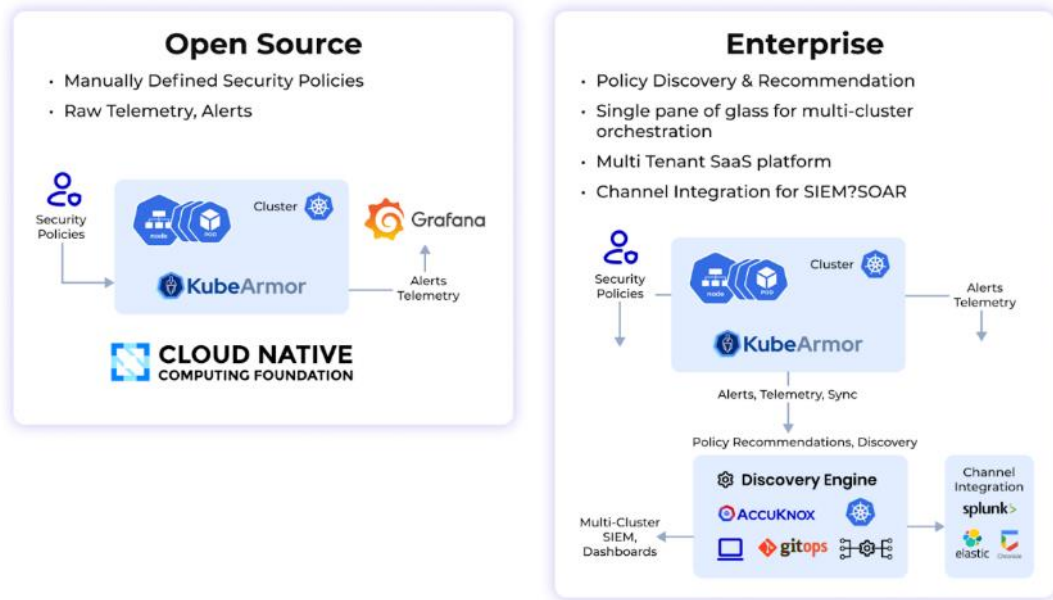 Open Source
· Manually Defined Security Policies
· Raw Telemetry, Alerts
Security
Policies
node
POD
Cluster
KubeArmor
Grafana
Alerts
Telemetry
CLOUD NATIVE
COMPUTING FOUNDATION
Enterprise
· Policy Discovery & Recommendation
· Single pane of glass for multi-cluster
orchestration
· Multi Tenant SaaS platform
· Channel Integration for SIEM?SOAR
Security
Policies
node
POD
Cluster
KubeArmor
Alerts
Telemetry
Alerts, Telemetry, Sync
Policy Recommendations, Discovery
Discovery Engine
ACCUKNOX
gitops
Multi-Cluster
SIEM,
Dashboards
Channel
Integration
splunk>
elastic
Chronicle